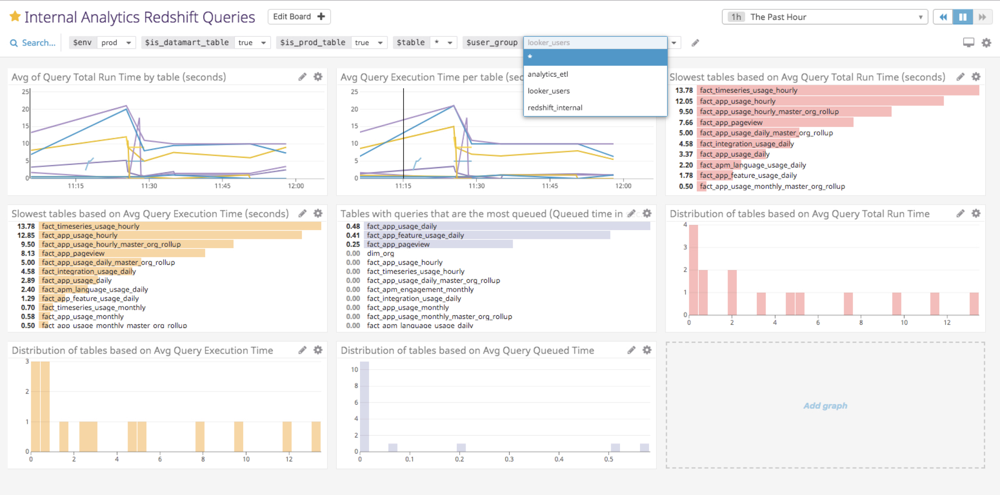 Internal Analytics Redshift Queries
Edit Board
1h The Past Hour
Search...
$env prod
$is_datamart_table true
$is_prod_table true
$table *
$user_group looker_users
*
analytics_etl
looker_users
redshift_internal
Avg of Query Total Run Time by table (seconds)
25
20
15
10
5
0
11:15 11:30 11:45 12:00
Avg Query Execution Time per table (sec
25
20
15
10
5
0
11:15 11:30 11:45 12:00
Slowest tables based on Avg Query Total Run Time (seconds)
13.78 fact_timeseries_usage_hourly
12.05 fact_app_usage_hourly
9.50 fact_app_usage_hourly_master_org_rollup
7.66 fact_app_pageview
5.00 fact_app_usage_daily_master_org_rollup
4.58 fact_integration_usage_daily
3.37 fact_app_usage_daily
2.20 fact_apm_language_usage_daily
1.78 fact_app_feature_usage_daily
0.50 fact_app_usage_monthly_master_org_rollup
Slowest tables based on Avg Query Execution Time (seconds)
13.78 fact_timeseries_usage_hourly
12.85 fact_app_usage_hourly
9.50 fact_app_usage_hourly_master_org_rollup
8.13 fact_app_pageview
5.00 fact_app_usage_daily_master_org_rollup
4.58 fact_integration_usage_daily
2.89 fact_app_usage_daily
2.40 fact_apm_language_usage_daily
1.29 fact_app_feature_usage_daily
0.70 fact_timeseries_usage_monthly
0.58 fact_app_usage_monthly
0.50 fact_app_usage_monthly_master_org_rollup
Tables with queries that are the most queued (Queued time in sec.
0.48 fact_app_usage_daily
0.41 fact_app_feature_usage_daily
0.25 fact_app_pageview
0.00 dim_org
0.00 fact_app_usage_hourly
0.00 fact_timeseries_usage_hourly
0.00 fact_app_usage_daily_master_org_rollup
0.00 fact_apm_engagement_monthly
0.00 fact_integration_usage_daily
0.00 fact_app_usage_monthly
0.00 fact_app_usage_monthly_master_org_rollup
0.00 fact_apm_language_usage_daily
Distribution of tables based on Avg Query Total Run Time
4
3
2
1
0
0 2 4 6 8 10 12
Distribution of tables based on Avg Query Execution Time
3
2
1
0
0 2 4 6 8 10 12
Distribution of tables based on Avg Query Queued Time
10
8
6
4
2
0
0 0.1 0.2 0.3 0.4 0.5
Add graph